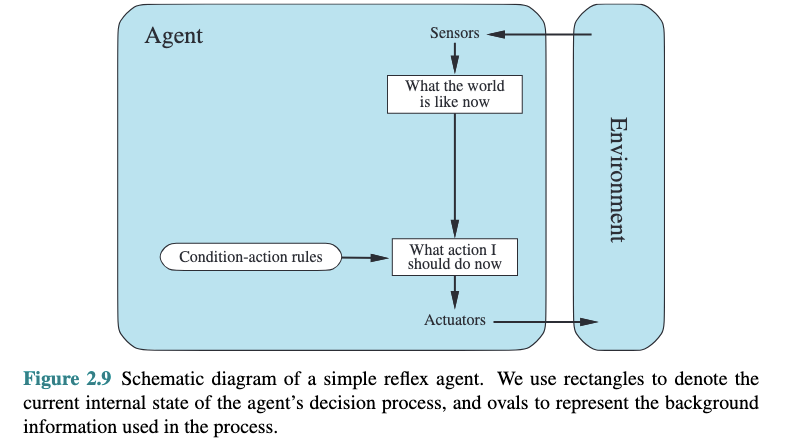 Agent
Sensors
What the world
is like now
Environment
Condition-action rules
What action I
should do now
Actuators
Figure 2.9 Schematic diagram of a simple reflex agent. We use rectangles to denote the
current internal state of the agent’s decision process, and ovals to represent the background
information used in the process.